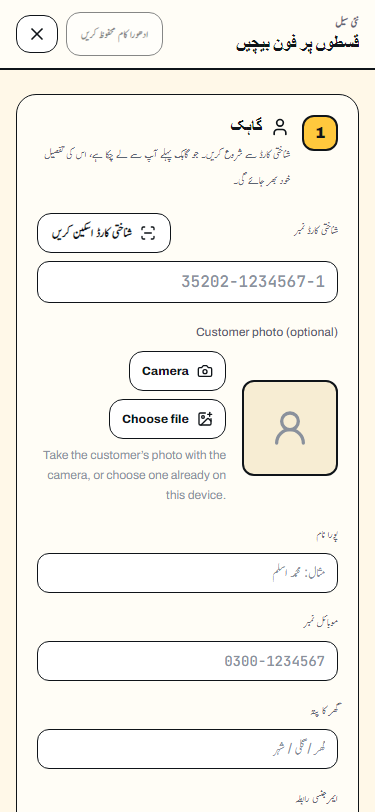 نئی سیل
قسطوں پر فون بیچیں
ادھورا کام محفوظ کریں
1
گاہک
شناختی کارڈ سے شروع کریں۔ جو گاہک پہلے آپ سے لے چکا ہے، اس کی تفصیل
خود بھر جائے گی۔
شناختی کارڈ نمبر
شناختی کارڈ اسکین کریں
35202-1234567-1
Customer photo (optional)
Camera
Choose file
Take the customer's photo with the
camera, or choose one already on
this device.
پورا نام
مثال: محمد اسلم
موبائل نمبر
0300-1234567
گھر کا پتہ
گھر / گلی / شہر
ایمرجنسی رابطہ